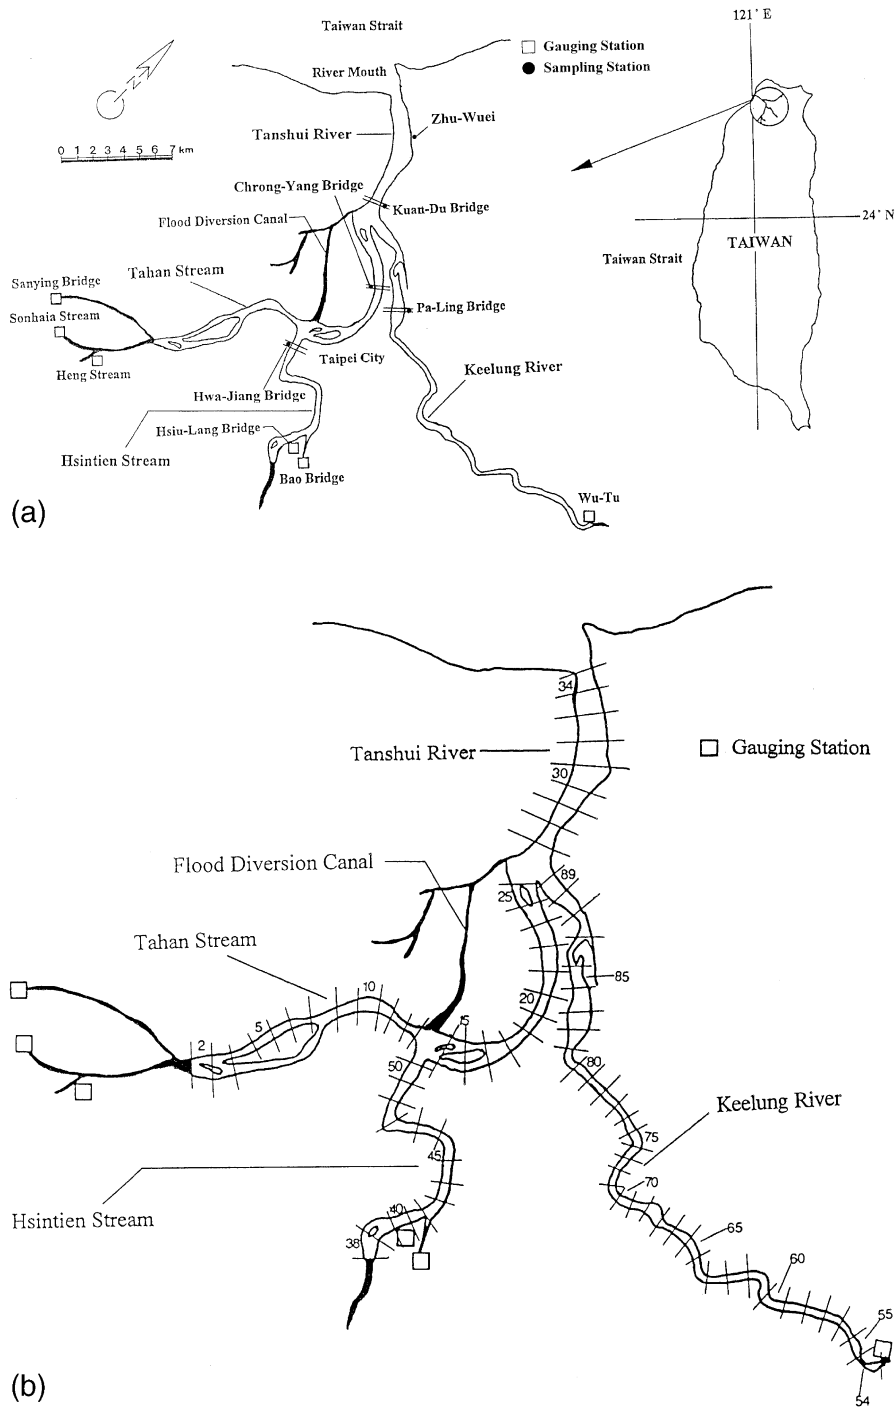 Taiwan Strait
121° E
Gauging Station
Sampling Station
River Mouth
N
Zhu-Wuei
Tanshui River
0 1 2 3 4 5 6 7 km
Chrong-Yang Bridge
Kuan-Du Bridge
Flood Diversion Canal
24° N
TAIWAN
Taiwan Strait
Tahan Stream
Sanying Bridge
Pa-Ling Bridge
Sonhaia Stream
Taipei City
Heng Stream
Keelung River
Hwa-Jiang Bridge
Hsiu-Lang Bridge
Hsintien Stream
Bao Bridge
Wu-Tu
(a)
34
Tanshui River
Gauging Station
30
Flood Diversion Canal
89
25
Tahan Stream
85
10
20
5
15
2
50
80
Keelung River
75
45
70
Hsintien Stream
40
38
65
60
55
54
(b)